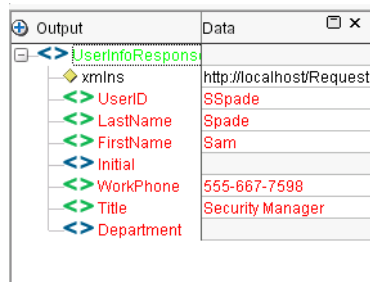 Output Data
UserInfoRespons
xmlns http://localhost/Request
UserID SSpade
LastName Spade
FirstName Sam
Initial
WorkPhone 555-667-7598
Title Security Manager
Department